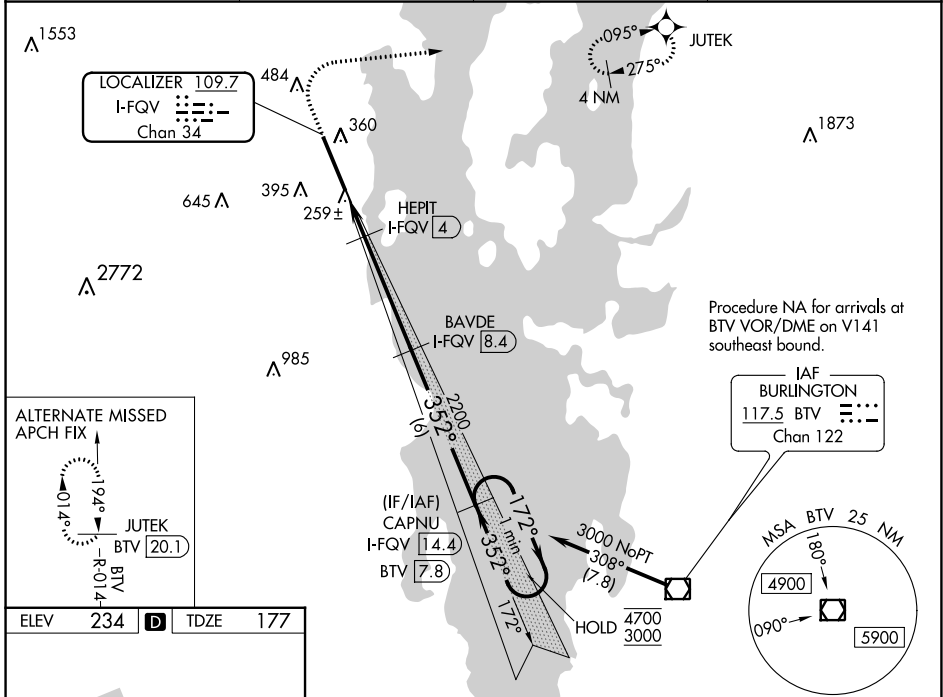 1553
LOCALIZER 109.7
I-FQV
Chan 34
484
360
095°
JUTEK
275°
4 NM
1873
645
395
259 ±
HEPIT
I-FQV 4
2772
BAVDE
I-FQV 8.4
985
Procedure NA for arrivals at
BTV VOR/DME on V141
southeast bound.
IAF
BURLINGTON
117.5 BTV
Chan 122
2200
352°
(6)
ALTERNATE MISSED
APCH FIX
014°
194°
JUTEK
BTV 20.1
R-014
BTV
(IF/IAF)
CAPNU
I-FQV 14.4
BTV 7.8
172°
1 min
352°
172°
3000 NoPT
308°
(7.8)
HOLD 4700
3000
MSA BTV 25 NM
180°
4900
090°
5900
ELEV 234 D TDZE 177